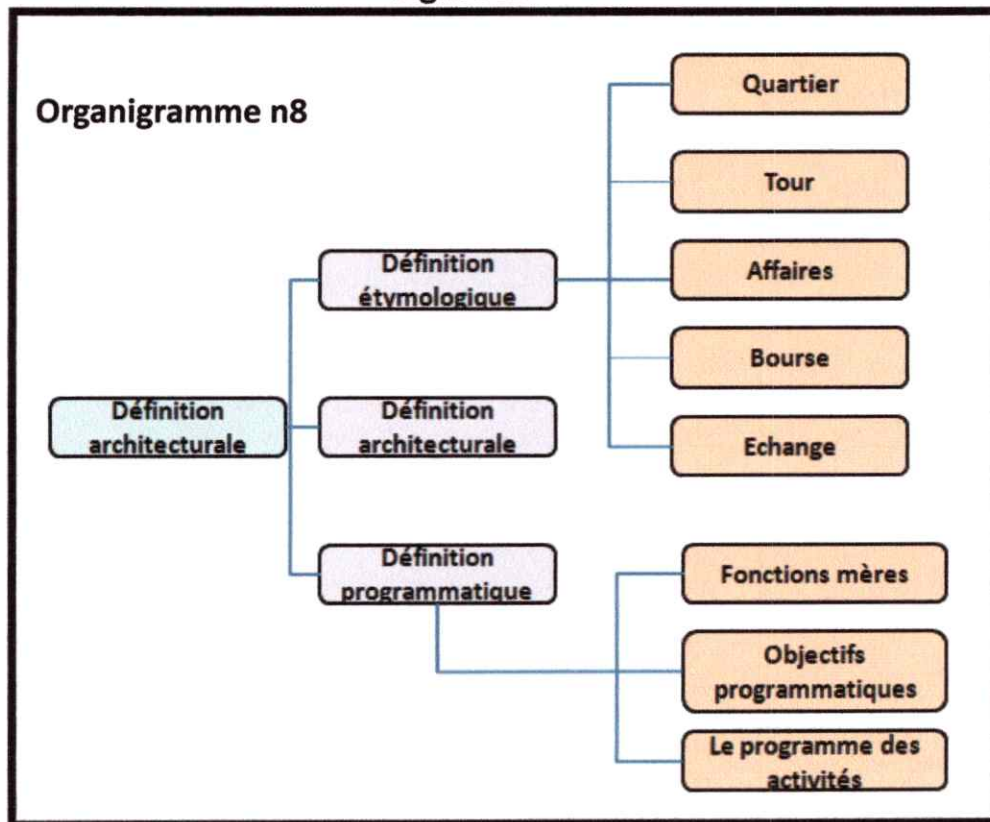 Organigramme n8
Définition
architecturale
Définition
étymologique
Définition
architecturale
Définition
programmatique
Quartier
Tour
Affaires
Bourse
Echange
Fonctions mères
Objectifs
programmatiques
Le programme des
activités